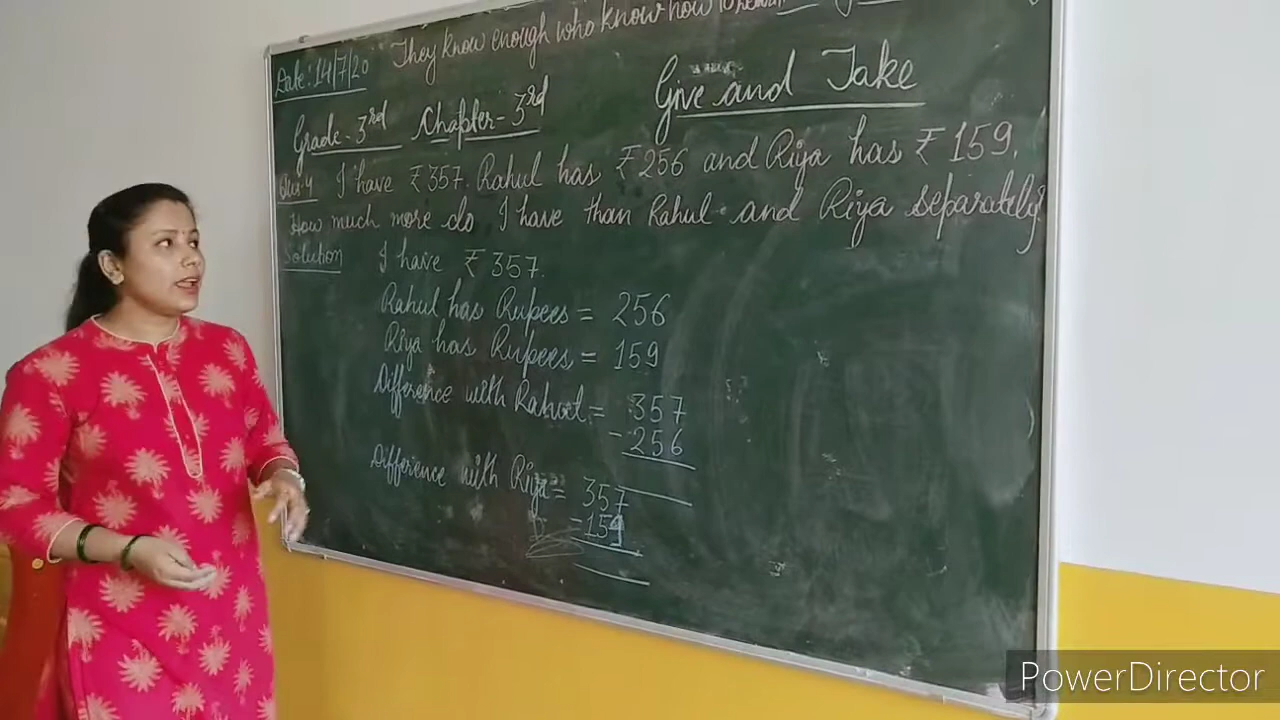 They know enough who know how to learn
Date: 14/7/20
Give and Take
Grade-3rd Chapter-3rd
Que.4 I have ₹357. Rahul has ₹256 and Riya has ₹159.
How much more do I have than Rahul and Riya separately?
Solution I have ₹357.
Rahul has Rupees = 256
Riya has Rupees = 159
Difference with Rahul = 357
-256
Difference with Riya = 357
-159
PowerDirector